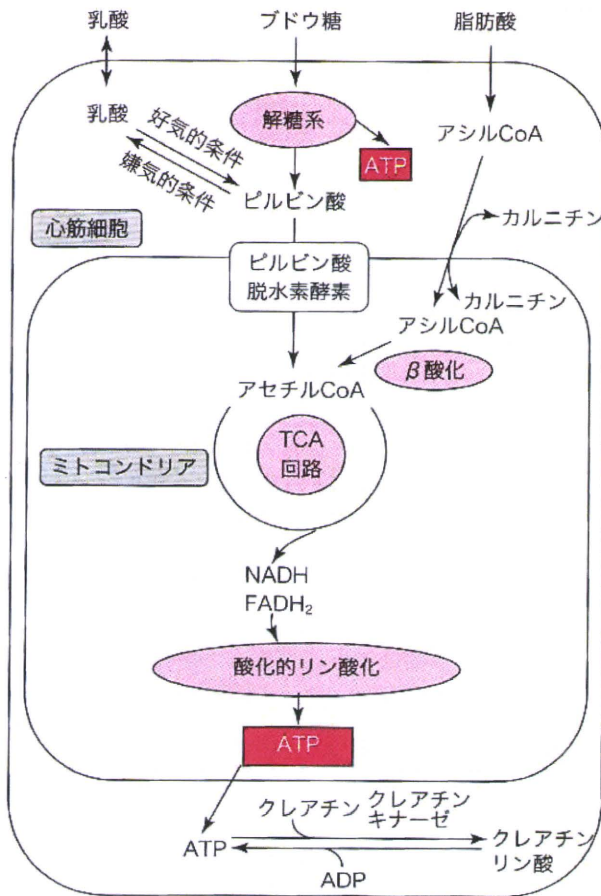 乳酸
ブドウ糖
脂肪酸
乳酸
好気的条件
嫌気的条件
解糖系
ATP
アシルCoA
ピルビン酸
心筋細胞
カルニチン
ピルビン酸
脱水素酵素
カルニチン
アシルCoA
β酸化
アセチルCoA
TCA
回路
ミトコンドリア
NADH
FADH₂
酸化的リン酸化
ATP
クレアチン
クレアチン
キナーゼ
ATP
クレアチン
リン酸
ADP